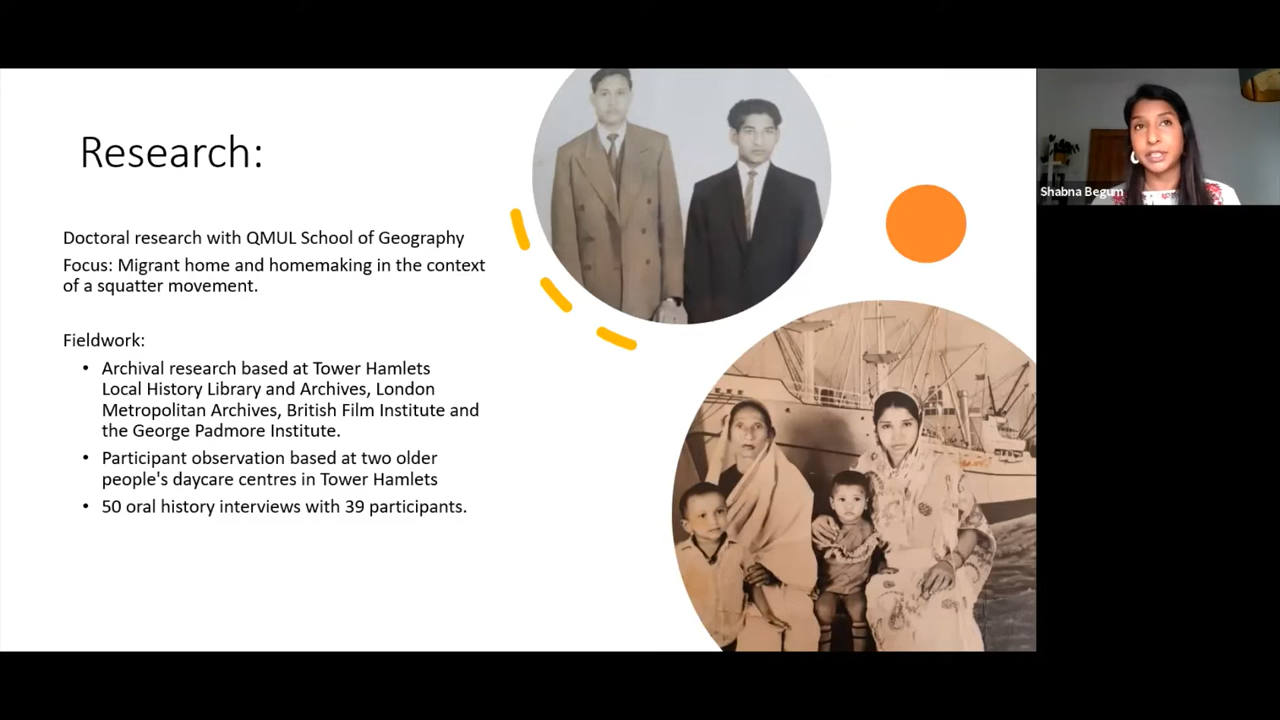 Research:
Doctoral research with QMUL School of Geography
Focus: Migrant home and homemaking in the context
of a squatter movement.
Fieldwork:
• Archival research based at Tower Hamlets
Local History Library and Archives, London
Metropolitan Archives, British Film Institute and
the George Padmore Institute.
• Participant observation based at two older
people's daycare centres in Tower Hamlets
• 50 oral history interviews with 39 participants.
Shabna Begum